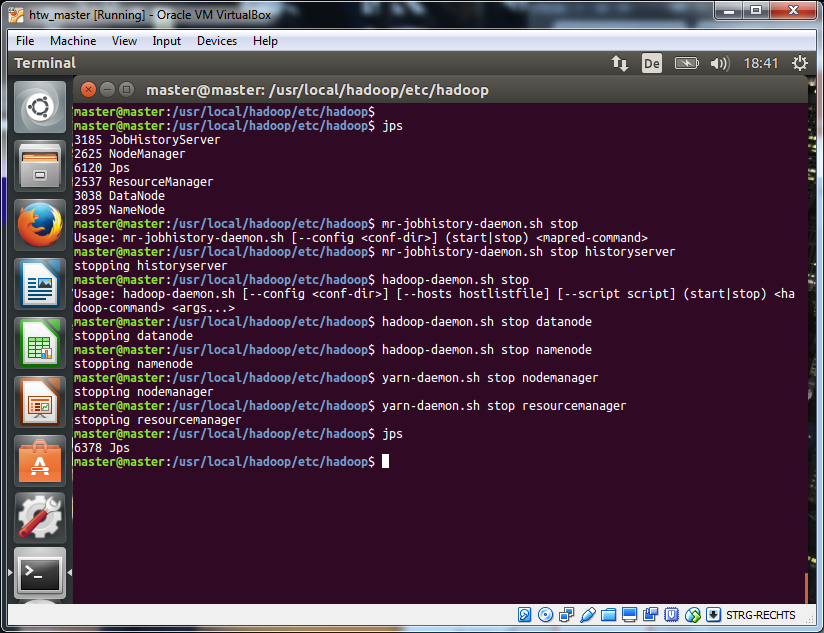 htw_master [Running] - Oracle VM VirtualBox
File Machine View Input Devices Help
Terminal De 18:41
master@master: /usr/local/hadoop/etc/hadoop
master@master:/usr/local/hadoop/etc/hadoop$
master@master:/usr/local/hadoop/etc/hadoop$ jps
3185 JobHistoryServer
2625 NodeManager
6120 Jps
2537 ResourceManager
3038 DataNode
2895 NameNode
master@master:/usr/local/hadoop/etc/hadoop$ mr-jobhistory-daemon.sh stop
Usage: mr-jobhistory-daemon.sh [--config <conf-dir>] (start|stop) <mapred-command>
master@master:/usr/local/hadoop/etc/hadoop$ mr-jobhistory-daemon.sh stop historyserver
stopping historyserver
master@master:/usr/local/hadoop/etc/hadoop$ hadoop-daemon.sh stop
Usage: hadoop-daemon.sh [--config <conf-dir>] [--hosts hostlistfile] [--script script] (start|stop) <ha
doop-command> <args...>
master@master:/usr/local/hadoop/etc/hadoop$ hadoop-daemon.sh stop datanode
stopping datanode
master@master:/usr/local/hadoop/etc/hadoop$ hadoop-daemon.sh stop namenode
stopping namenode
master@master:/usr/local/hadoop/etc/hadoop$ yarn-daemon.sh stop nodemanager
stopping nodemanager
master@master:/usr/local/hadoop/etc/hadoop$ yarn-daemon.sh stop resourcemanager
stopping resourcemanager
master@master:/usr/local/hadoop/etc/hadoop$ jps
6378 Jps
master@master:/usr/local/hadoop/etc/hadoop$
STRG-RECHTS